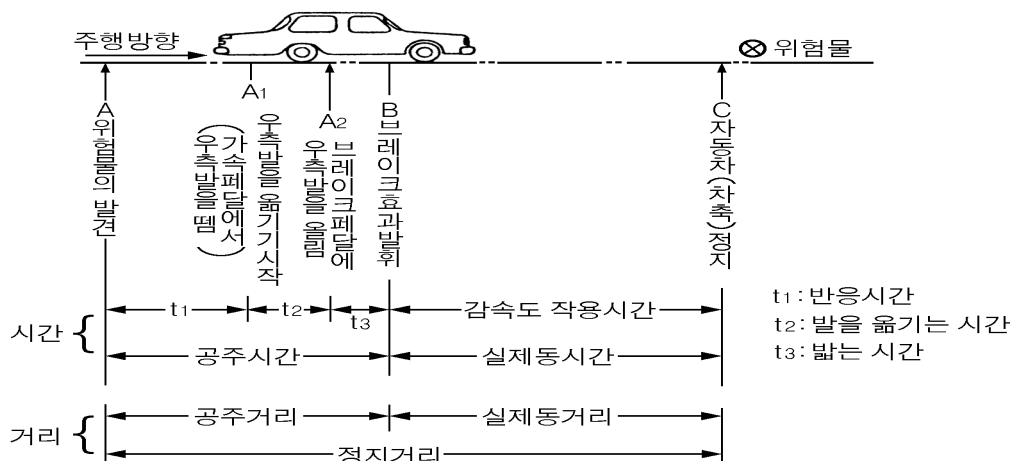 주행방향
⊗ 위험물
A 위험물의 발견
A1
(가속페달에서
우측발을 뗌)
우측발을 옮기기시작
A2
브레이크페달에
우측발을 올림
B 브레이크효과발휘
C 자동차(차축)정지
시간 {
t1
t2
t3
감속도 작용시간
공주시간
실제동시간
t1: 반응시간
t2: 발을 옮기는 시간
t3: 밟는 시간
거리 {
공주거리
실제동거리
정지거리